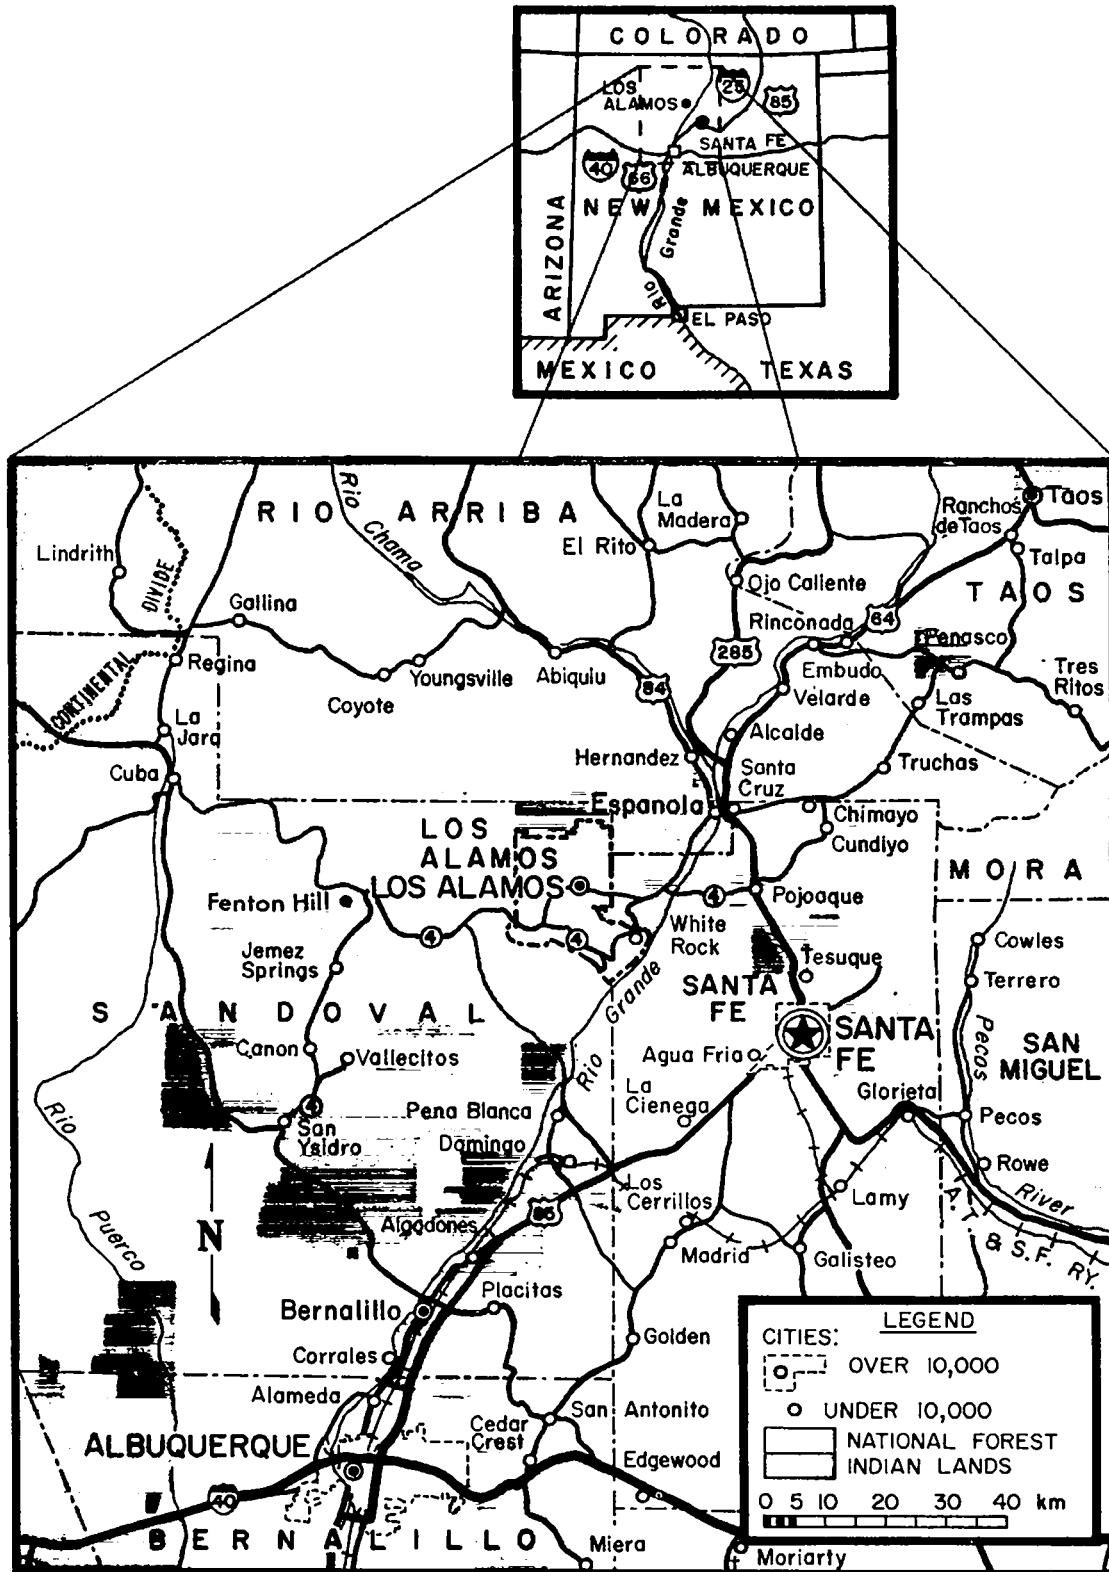 COLORADO
LOS
ALAMOS
25
85
SANTA FE
ALBUQUERQUE
40
66
NEW MEXICO
ARIZONA
Rio Grande
EL PASO
MEXICO
TEXAS
RIO ARRIBA
Rio Chama
La
Madera
El Rito
Ranchos
de Taos
Taos
Talpa
TAOS
Lindrith
DIVIDE
CONTINENTAL
Gallina
Regina
Coyote
Youngsville
Abiquiu
84
Ojo Caliente
285
Rinconada
64
Embudo
Penasco
Tres
Ritos
Velarde
Las
Trampas
La
Jara
Alcalde
Hernandez
Santa
Cruz
Truchas
Cuba
Espanola
Chimayo
Cundiyo
LOS
ALAMOS
LOS ALAMOS
MORA
Fenton Hill
4
4
4
White
Rock
Pojoaque
Cowles
Jemez
Springs
Tesuque
Terrero
SANTA
FE
Rio Grande
SANDOVAL
SANTA
FE
Pecos
SAN
MIGUEL
Canon
Vallecitos
Agua Fria
La
Cienega
Glorieta
Rio Puerco
4
San
Ysidro
Pena Blanca
Domingo
Pecos
Rowe
River
N
85
Los
Cerrillos
Lamy
A. T. & S. F. RY.
Algodones
Madrid
Galisteo
Bernalillo
Placitas
Golden
Corrales
Alameda
Cedar
Crest
San Antonito
ALBUQUERQUE
Edgewood
40
BERNALILLO
Miera
Moriarty
LEGEND
CITIES:
OVER 10,000
UNDER 10,000
NATIONAL FOREST
INDIAN LANDS
0 5 10 20 30 40 km